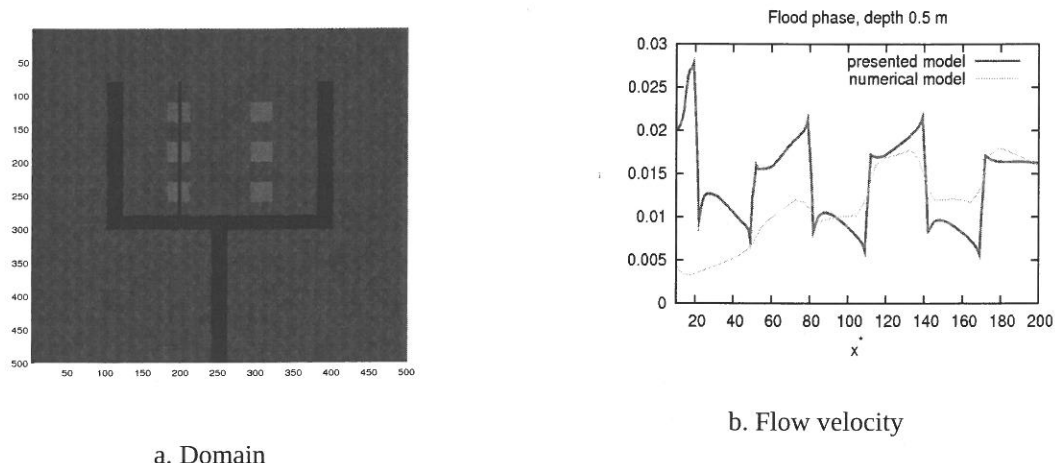 50
100
150
200
250
300
350
400
450
500
50 100 150 200 250 300 350 400 450 500
a. Domain
Flood phase, depth 0.5 m
0.03
0.025
0.02
0.015
0.01
0.005
0
presented model
numerical model
20 40 60 80 100 120 140 160 180 200
x*
b. Flow velocity